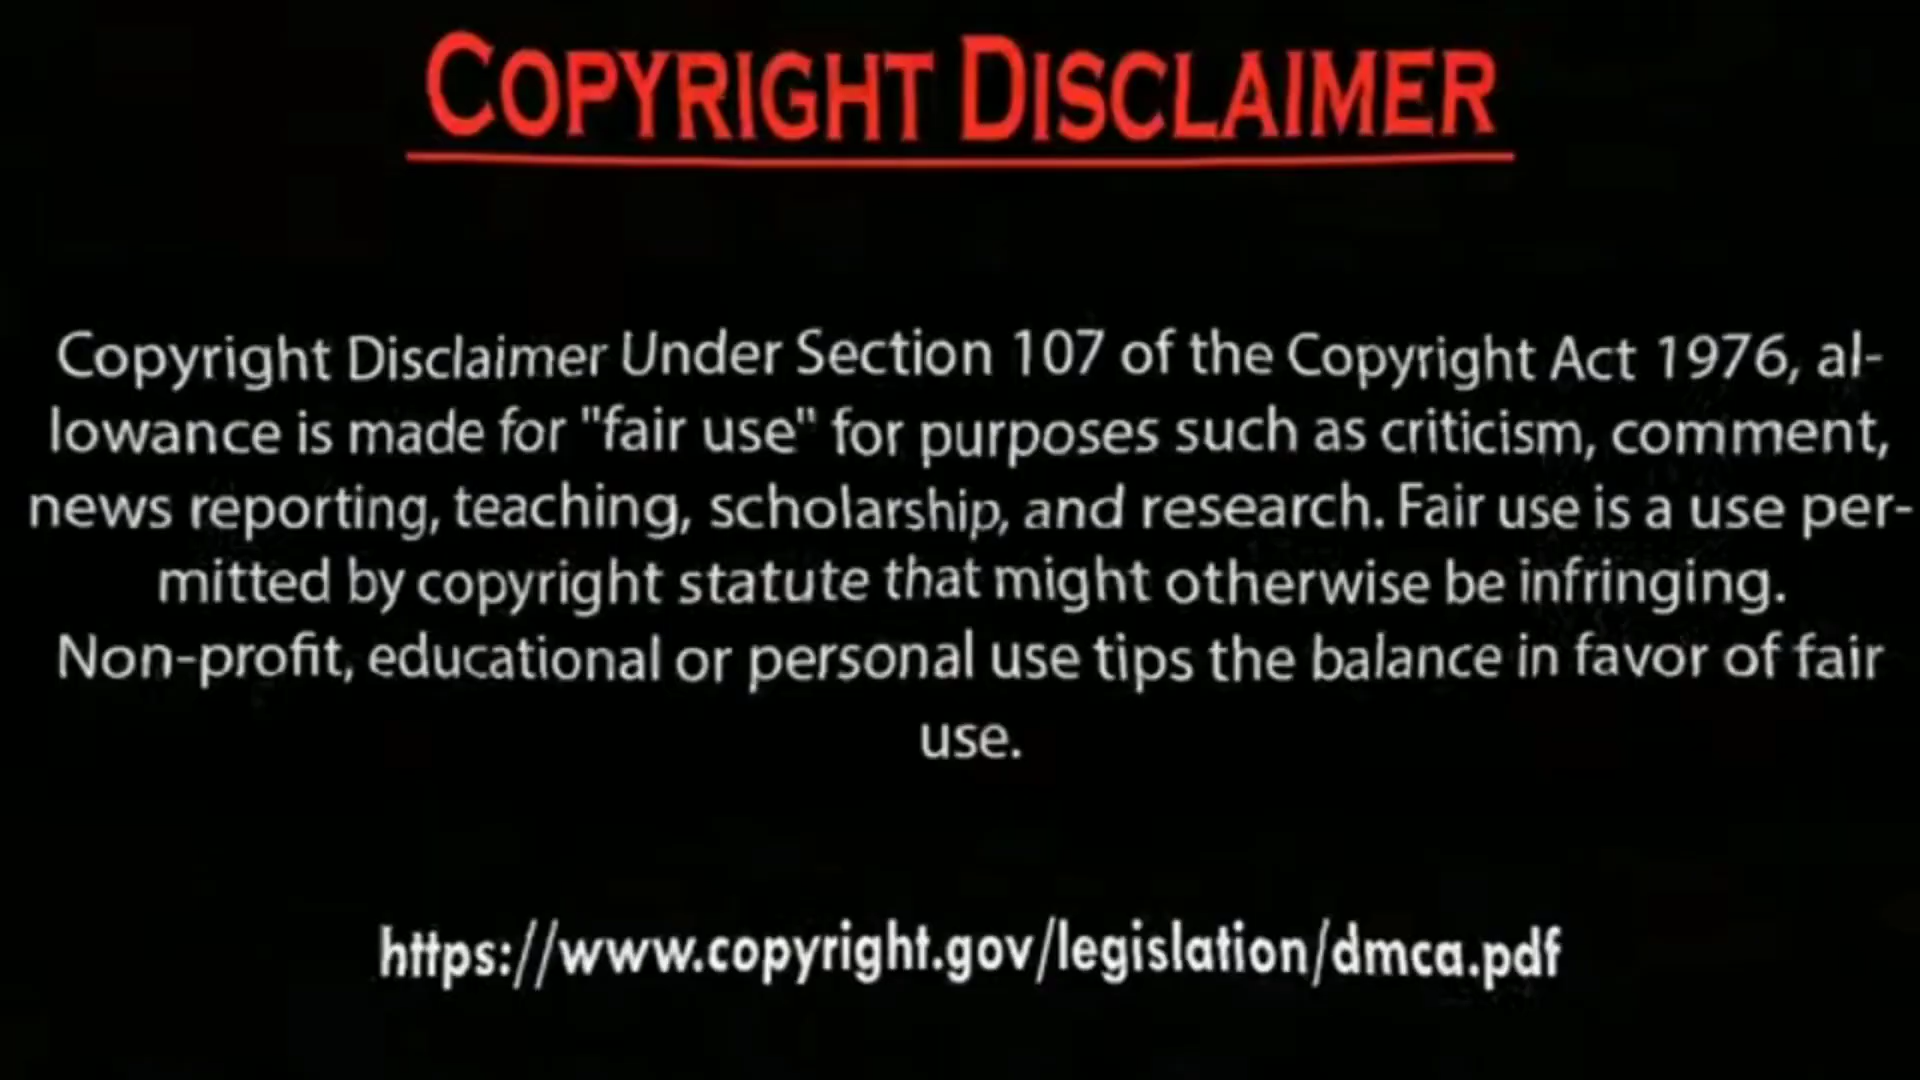 COPYRIGHT DISCLAIMER
Copyright Disclaimer Under Section 107 of the Copyright Act 1976, al-
lowance is made for "fair use" for purposes such as criticism, comment,
news reporting, teaching, scholarship, and research. Fair use is a use per-
mitted by copyright statute that might otherwise be infringing.
Non-profit, educational or personal use tips the balance in favor of fair
use.
https://www.copyright.gov/legislation/dmca.pdf